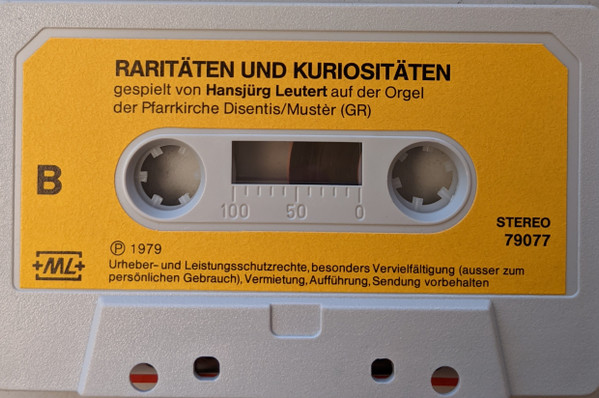 RARITÄTEN UND KURIOSITÄTEN
gespielt von Hansjürg Leutert auf der Orgel
der Pfarrkirche Disentis/Mustèr (GR)
B
100 50 0
STEREO
79077
+ML+
Ⓟ 1979
Urheber- und Leistungsschutzrechte, besonders Vervielfältigung (ausser zum
persönlichen Gebrauch), Vermietung, Aufführung, Sendung vorbehalten